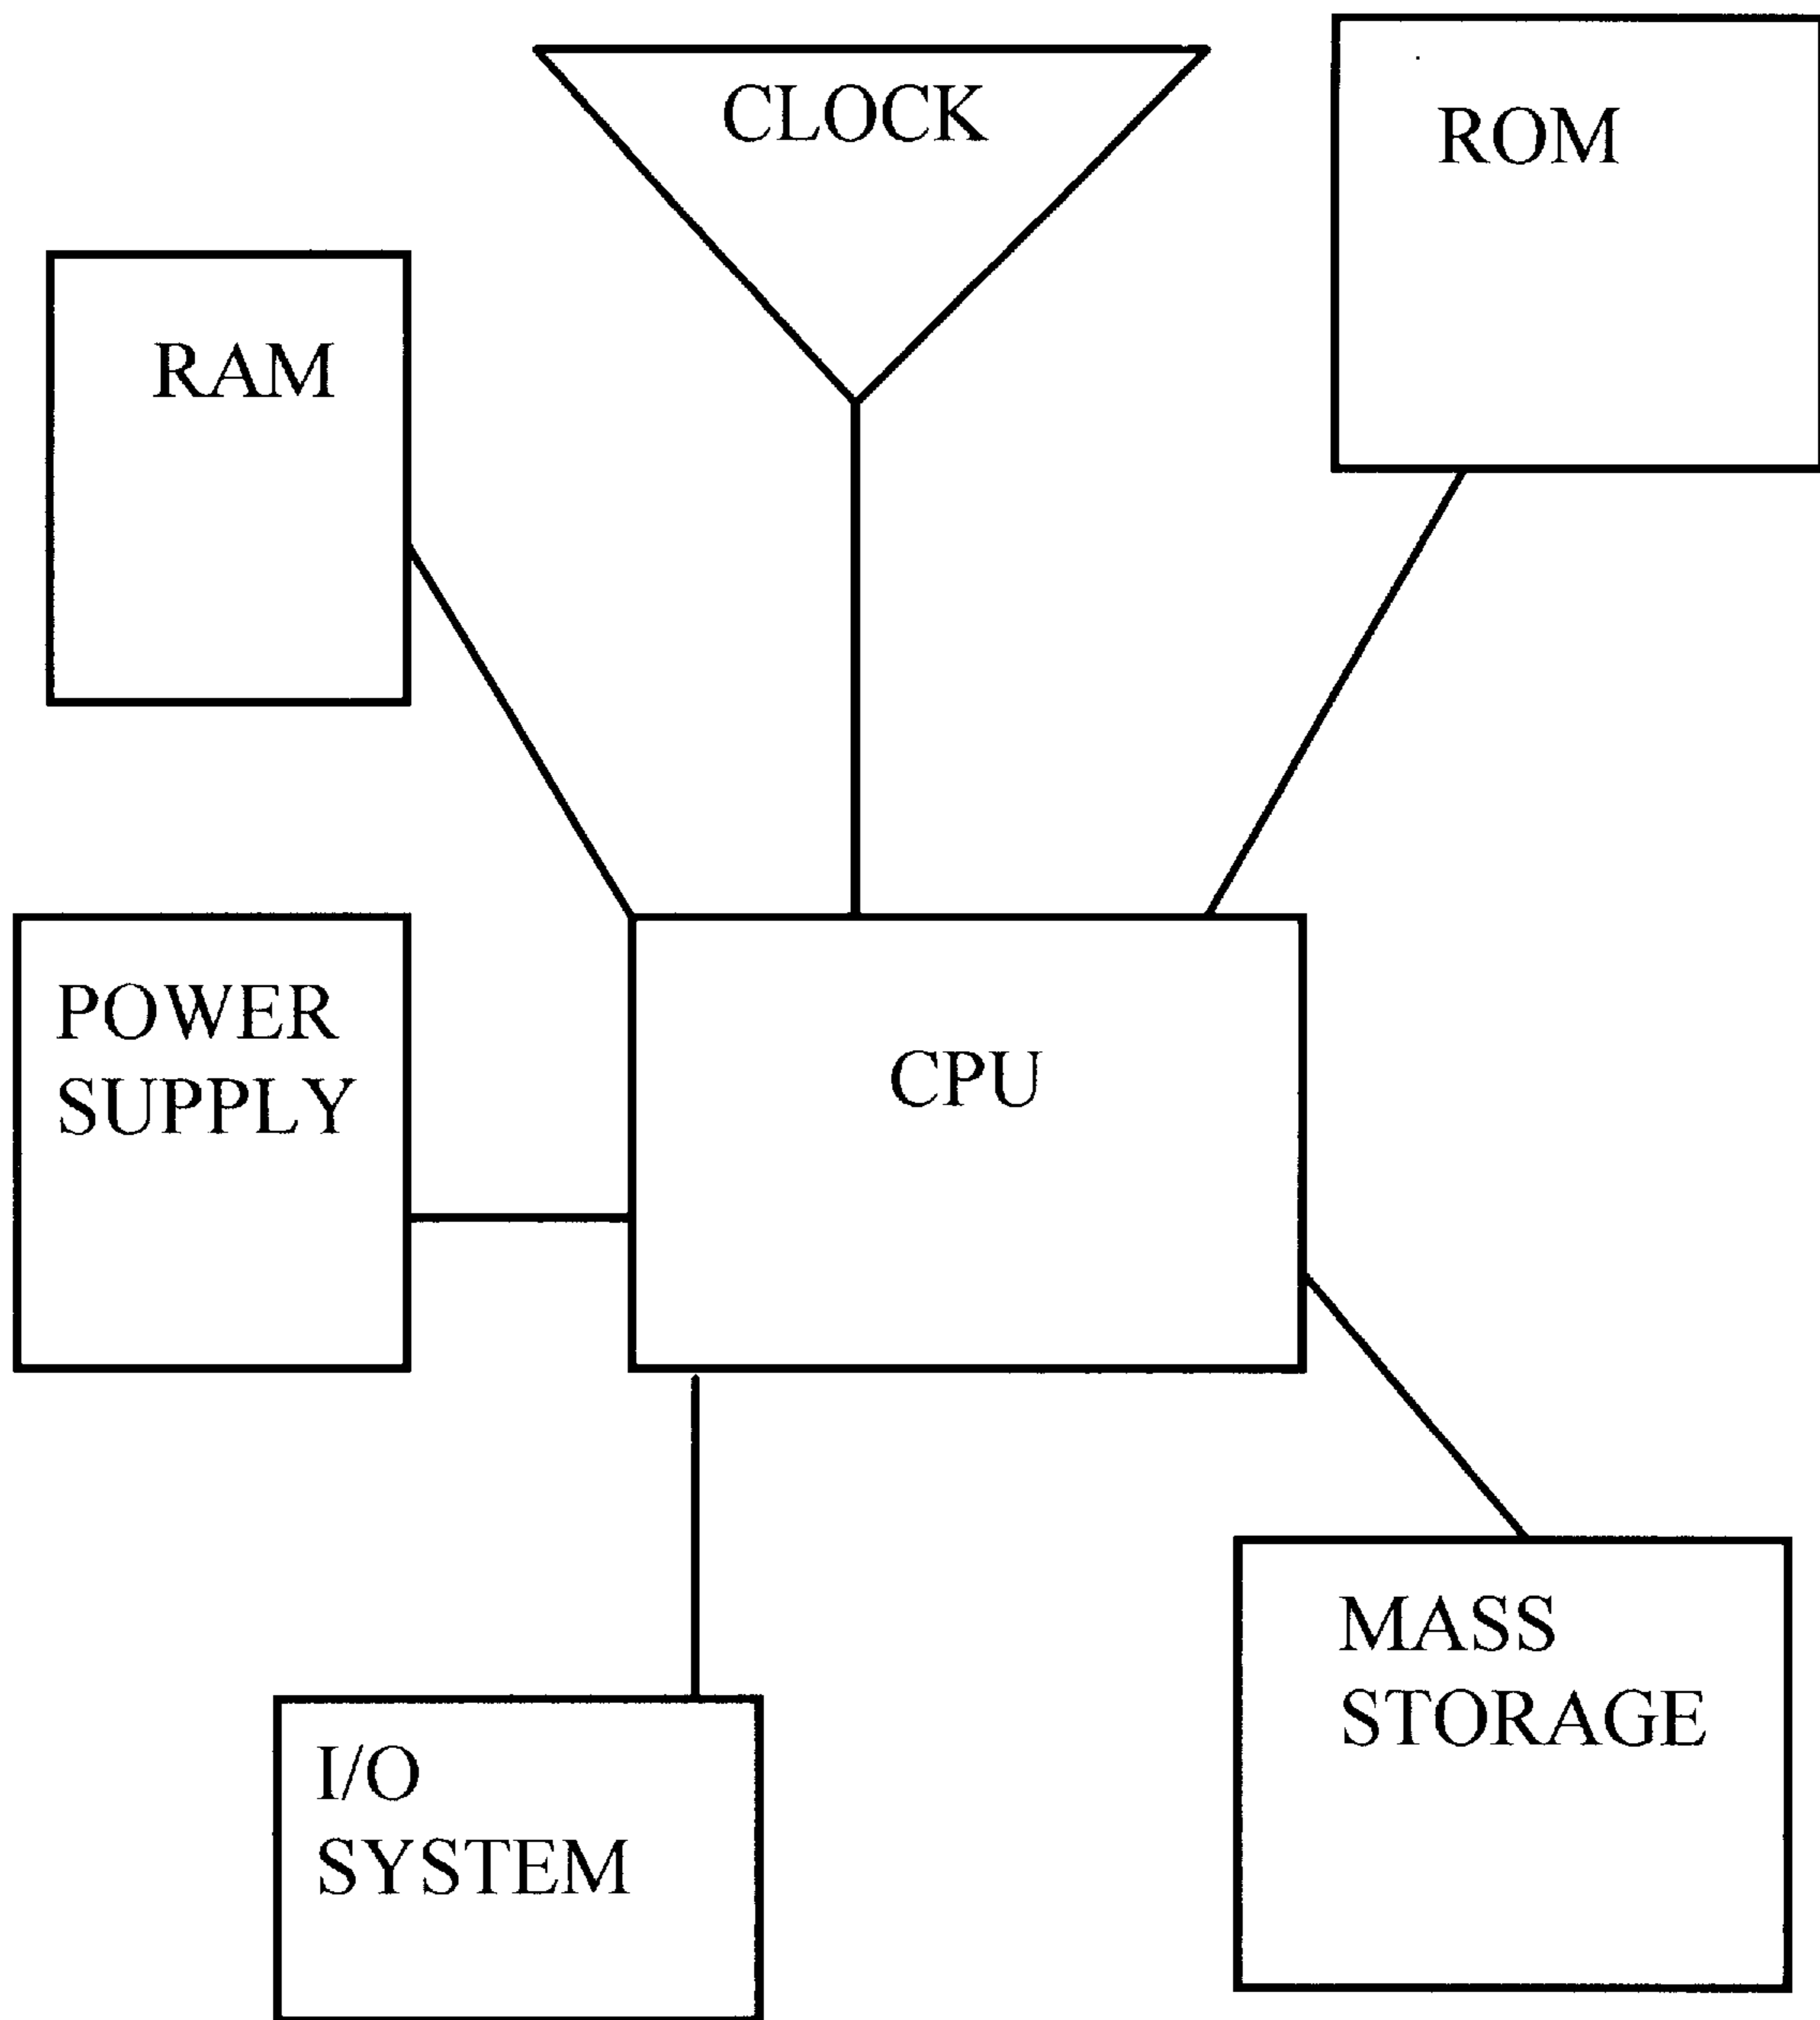 CLOCK
ROM
RAM
POWER
SUPPLY
CPU
MASS
STORAGE
I/O
SYSTEM